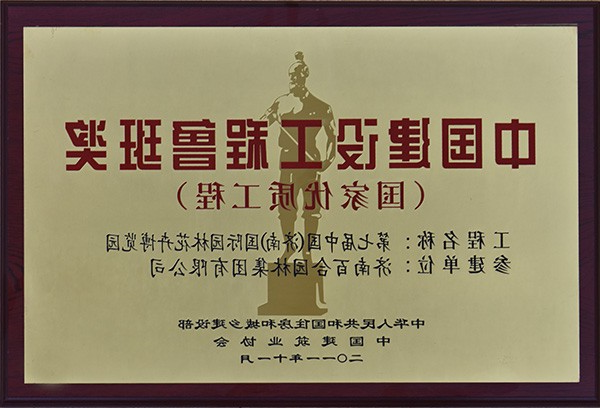 中国建设工程鲁班奖
（国家优质工程）
工程名称：第七届中国(济南)国际园林花卉博览园
参建单位：济南百合园林集团有限公司
中华人民共和国住房和城乡建设部
中国建筑业协会
二〇一一年十一月